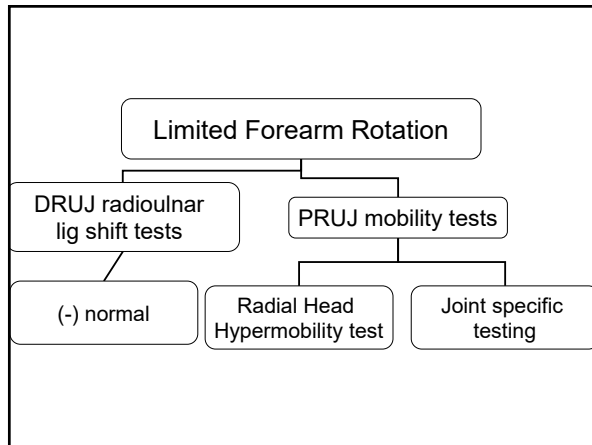 Limited Forearm Rotation
DRUJ radioulnar
lig shift tests
PRUJ mobility tests
(-) normal
Radial Head
Hypermobility test
Joint specific
testing